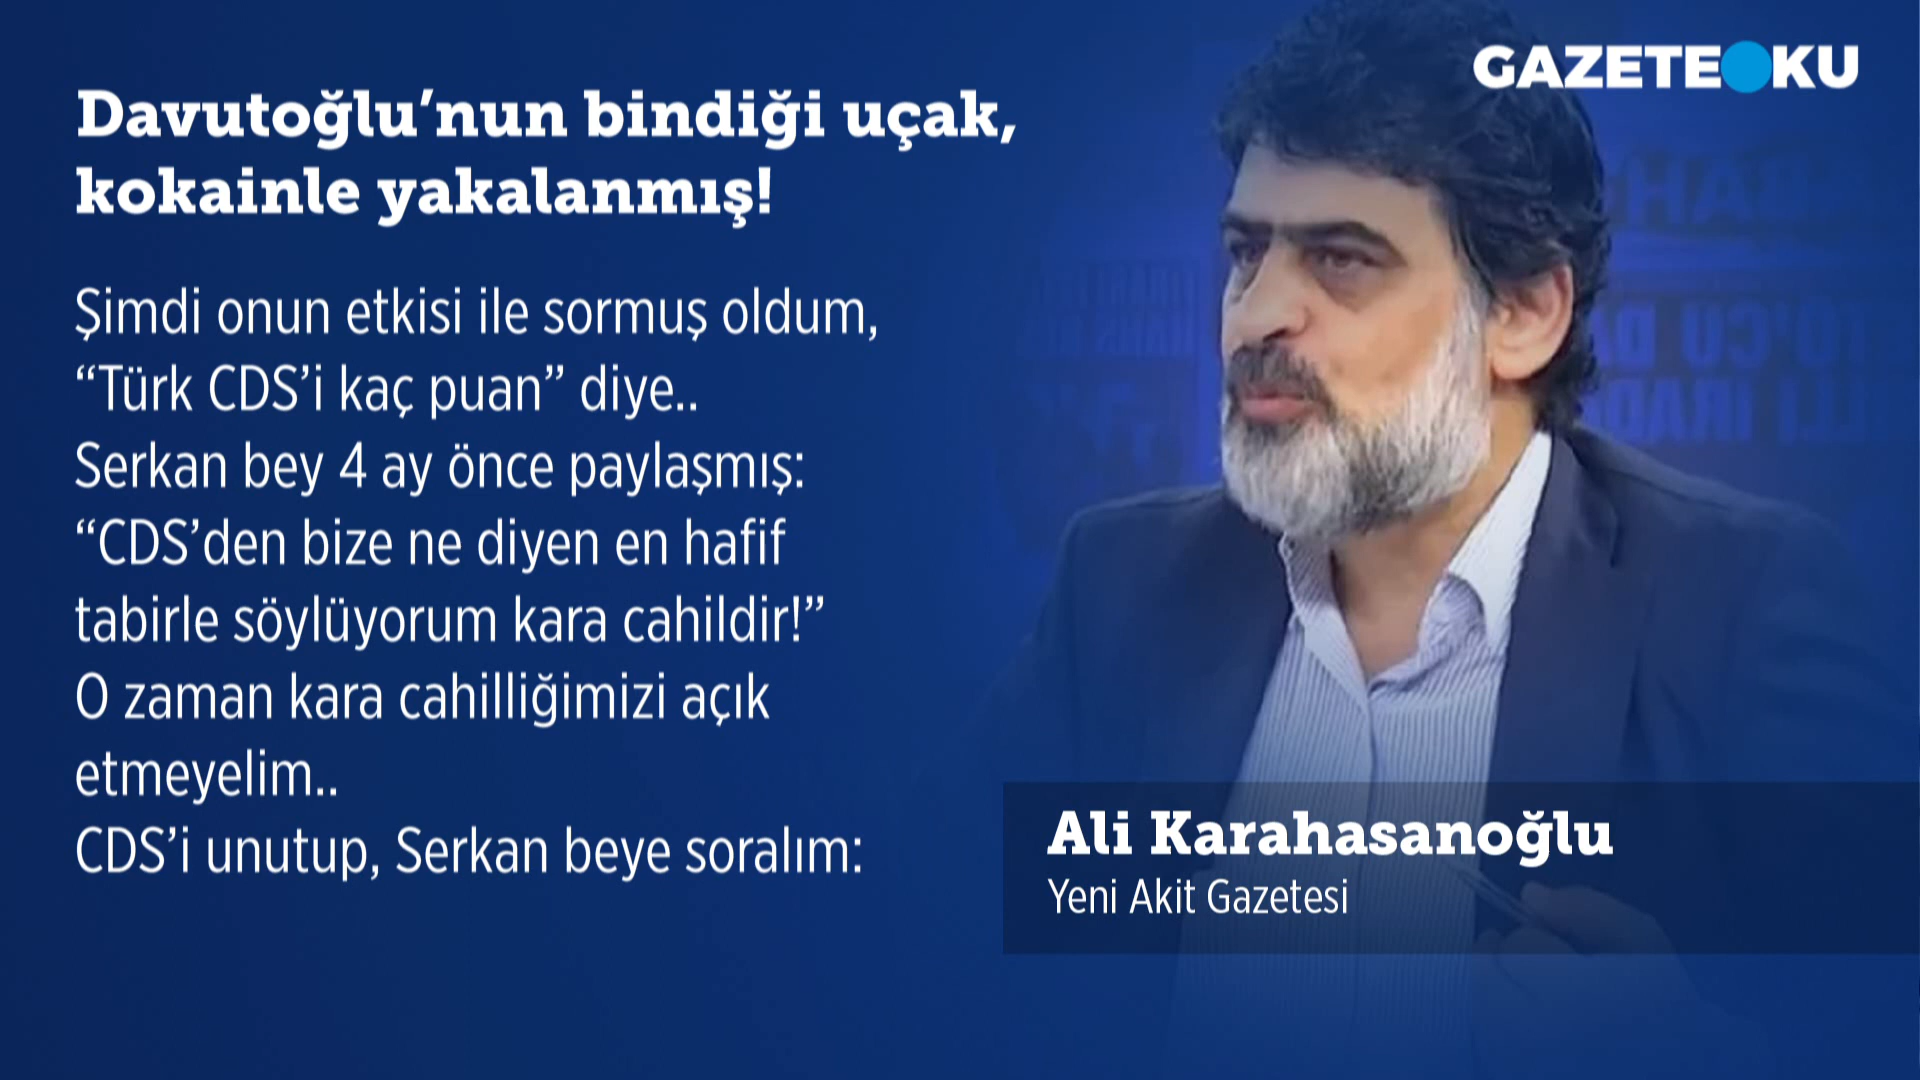 GAZETE OKU
Davutoğlu’nun bindiği uçak,
kokainle yakalanmış!
Şimdi onun etkisi ile sormuş oldum,
“Türk CDS’i kaç puan” diye..
Serkan bey 4 ay önce paylaşmış:
“CDS’den bize ne diyen en hafif
tabirle söylüyorum kara cahildir!”
O zaman kara cahilliğimizi açık
etmeyelim..
CDS’i unutup, Serkan beye soralım:
Ali Karahasanoğlu
Yeni Akit Gazetesi